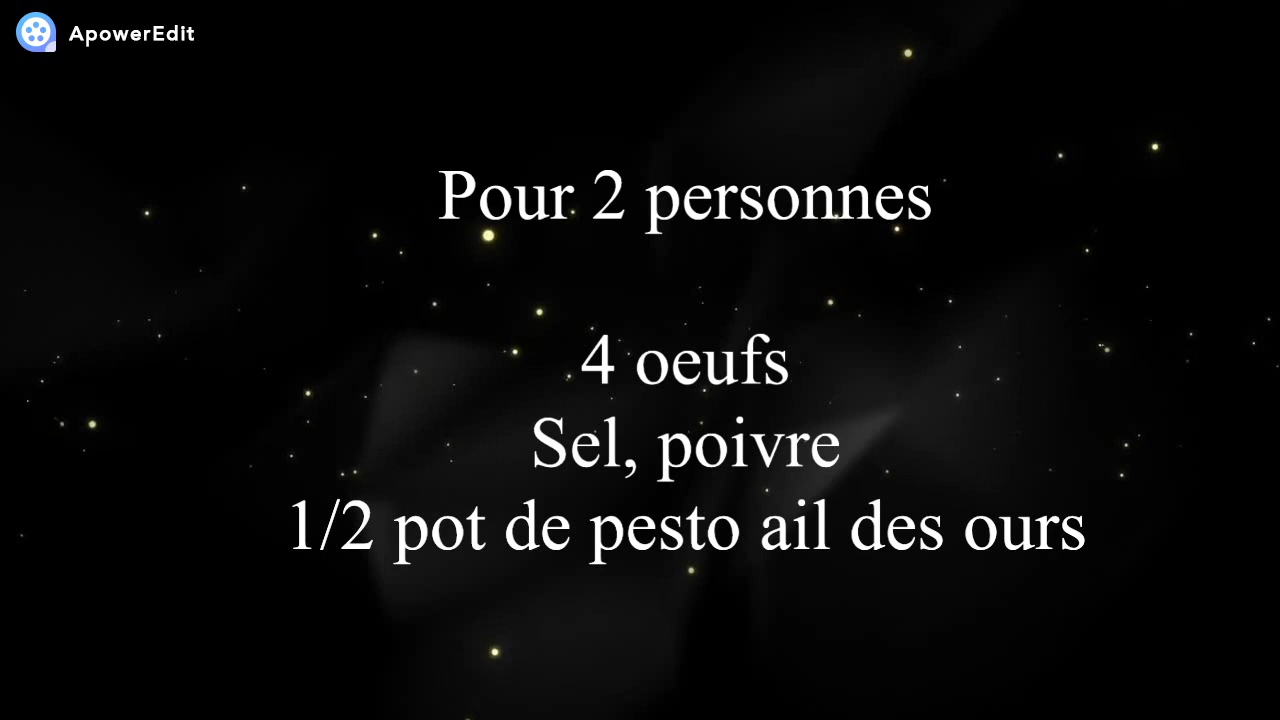 ApowerEdit
Pour 2 personnes
4 oeufs
Sel, poivre
1/2 pot de pesto ail des ours